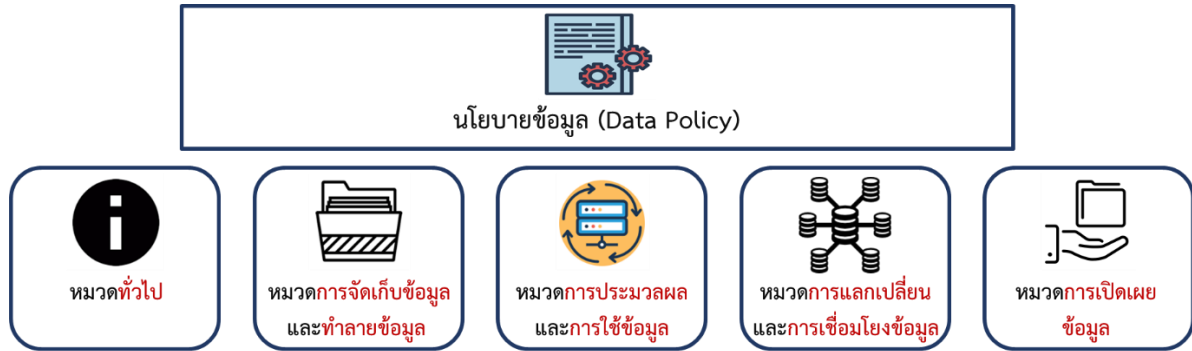 นโยบายข้อมูล (Data Policy)
หมวดทั่วไป
หมวดการจัดเก็บข้อมูล
และทำลายข้อมูล
หมวดการประมวลผล
และการใช้ข้อมูล
หมวดการแลกเปลี่ยน
และการเชื่อมโยงข้อมูล
หมวดการเปิดเผย
ข้อมูล